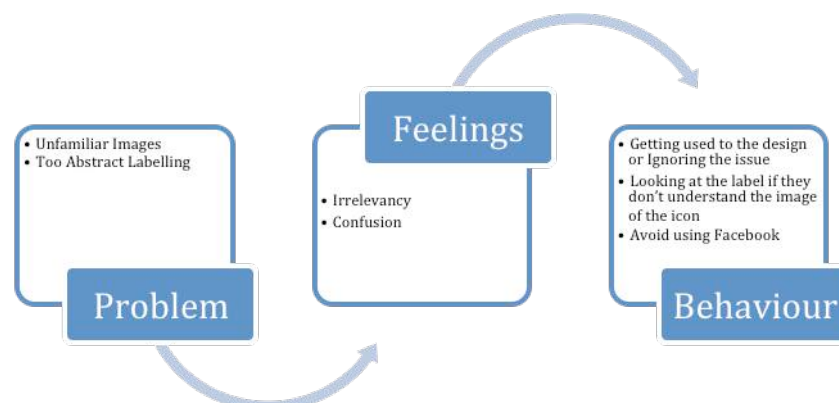 • Unfamiliar Images
• Too Abstract Labelling
Problem
Feelings
• Irrelevancy
• Confusion
• Getting used to the design
or Ignoring the issue
• Looking at the label if they
don't understand the image
of the icon
• Avoid using Facebook
Behaviour